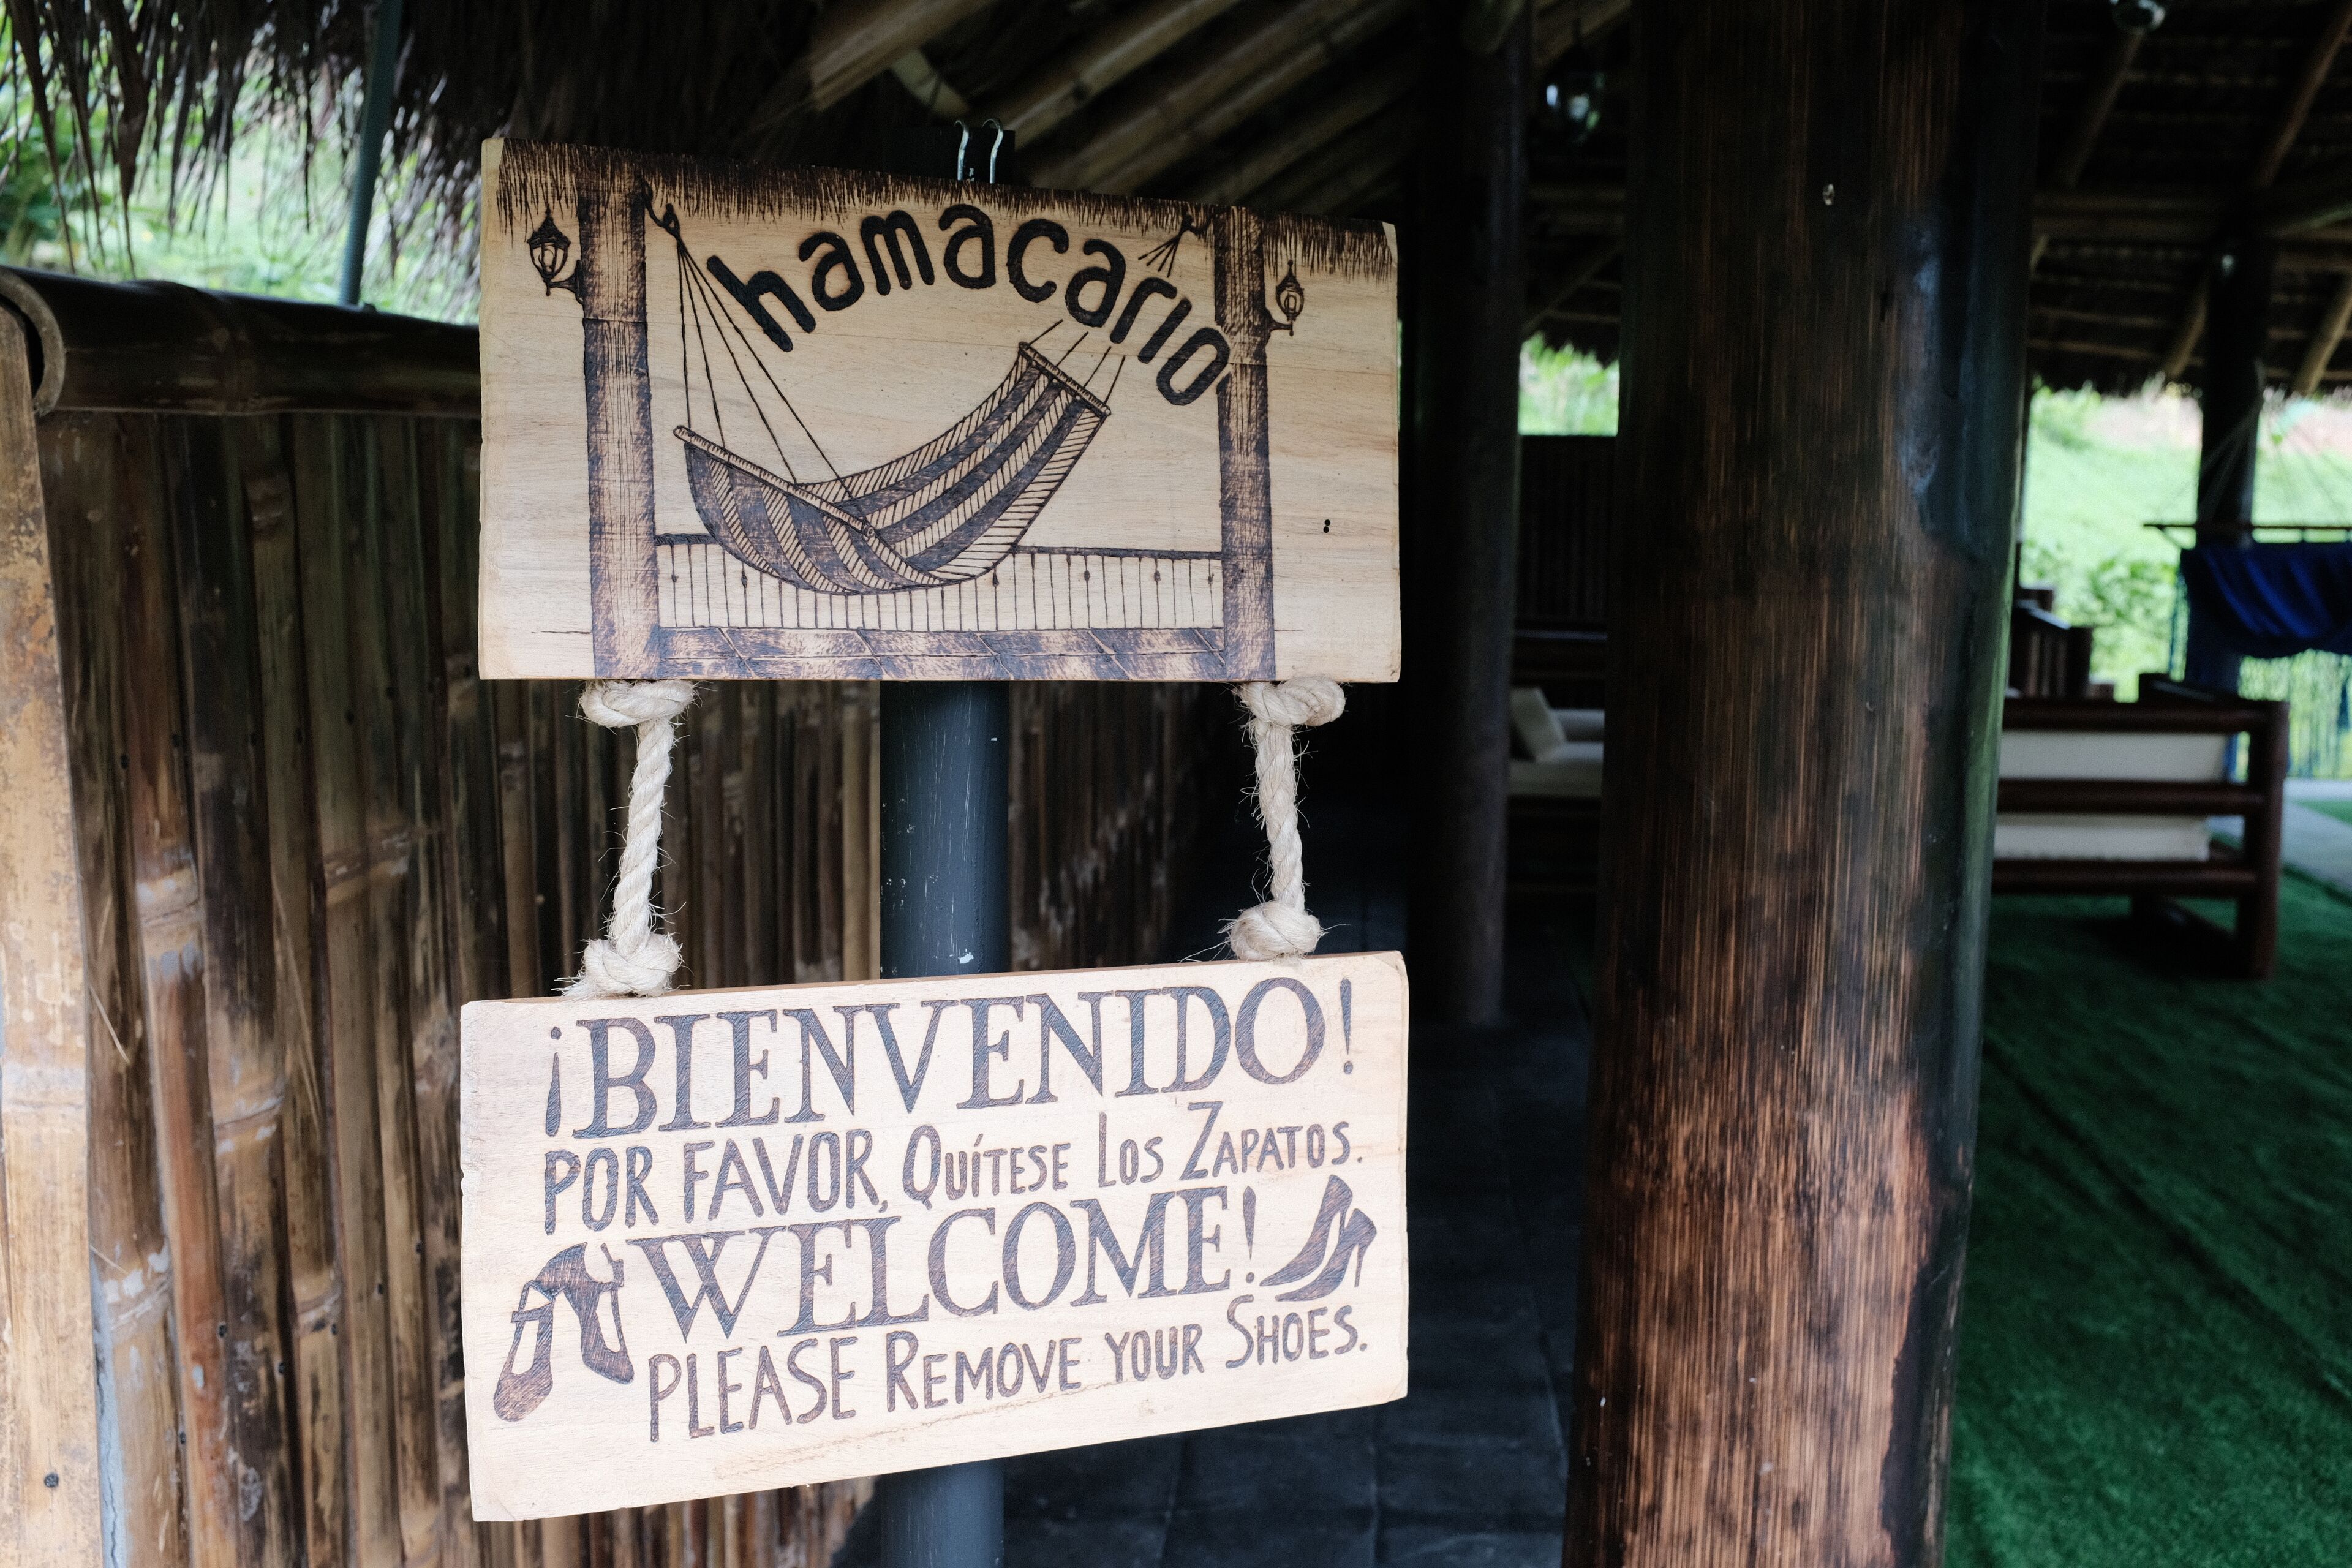 hamacario
¡BIENVENIDO!
POR FAVOR, QUÍTESE LOS ZAPATOS.
WELCOME!
PLEASE REMOVE YOUR SHOES.